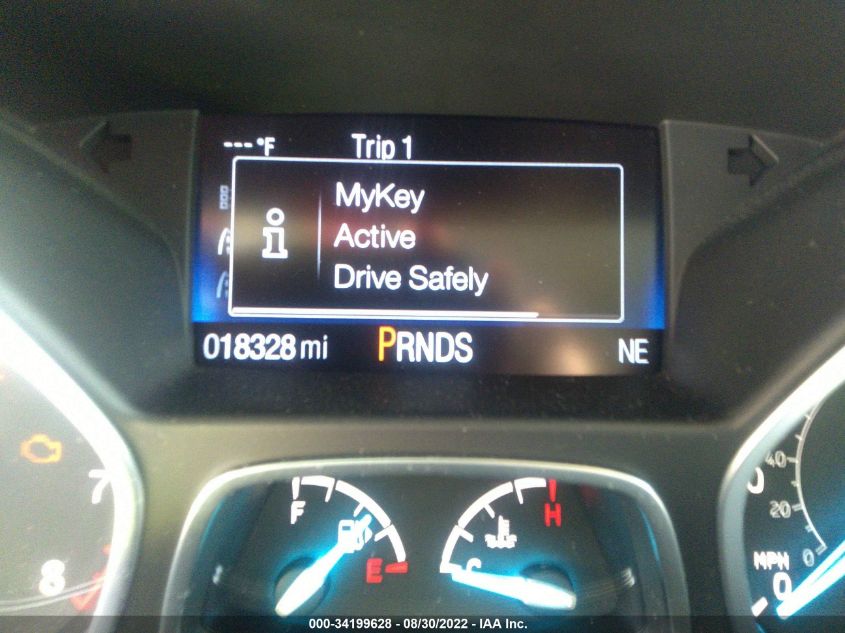 ---°F Trip 1
MyKey
Active
Drive Safely
018328 mi PRNDS NE
7
8
F
E
H
C
40
20
0
MPH
0
000-34199628 - 08/30/2022 - IAA Inc.